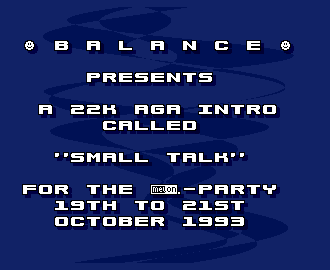 B A L A N C E
PRESENTS
A 22K AGA INTRO
CALLED
"SMALL TALK"
FOR THE melon.-PARTY
19TH TO 21ST
OCTOBER 1993